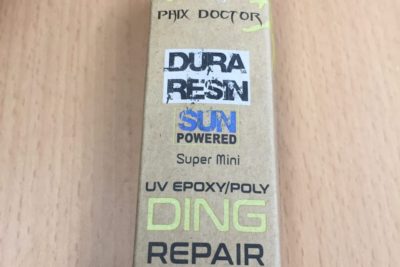 PHIX DOCTOR
DURA
RESIN
SUN
POWERED
Super Mini
UV EPOXY/POLY
DING
REPAIR